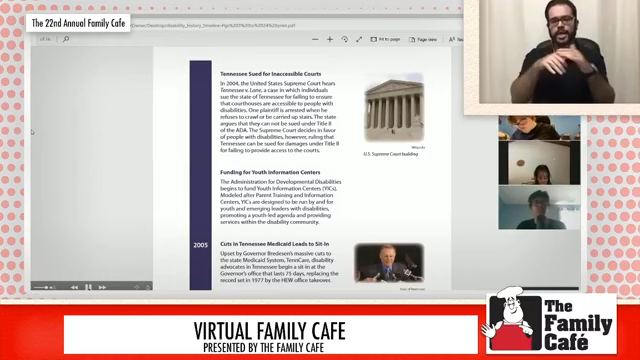 The 22nd Annual Family Cafe
Fit to page
Page view
Tennessee Sued for Inaccessible Courts
In 2004, the United States Supreme Court hears
Tennessee v. Lane, a case in which individuals
sue the state of Tennessee for failing to ensure
that courthouses are accessible to people with
disabilities. One plaintiff is arrested when he
refuses to crawl or be carried up stairs. The state
argues that they can not be sued under Title II
of the ADA. The Supreme Court decides in favor
of people with disabilities, however, ruling that
Tennessee can be sued for damages under Title II
for failing to provide access to the courts.
U.S. Supreme Court building
Funding for Youth Information Centers
The Administration for Developmental Disabilities
begins to fund Youth Information Centers (YICs).
Modeled after Parent Training and Information
Centers, YICs are designed to be run by and for
youth and emerging leaders with disabilities,
promoting a youth-led agenda and providing
services within the disability community.
2005
Cuts in Tennessee Medicaid Leads to Sit-In
Upset by Governor Bredesen's massive cuts to
the state Medicaid System, TennCare, disability
advocates in Tennessee begin a sit-in at the
Governor's office that lasts 75 days, replacing the
record set in 1977 by the HEW office takeover.
VIRTUAL FAMILY CAFE
PRESENTED BY THE FAMILY CAFE
The
Family
Café